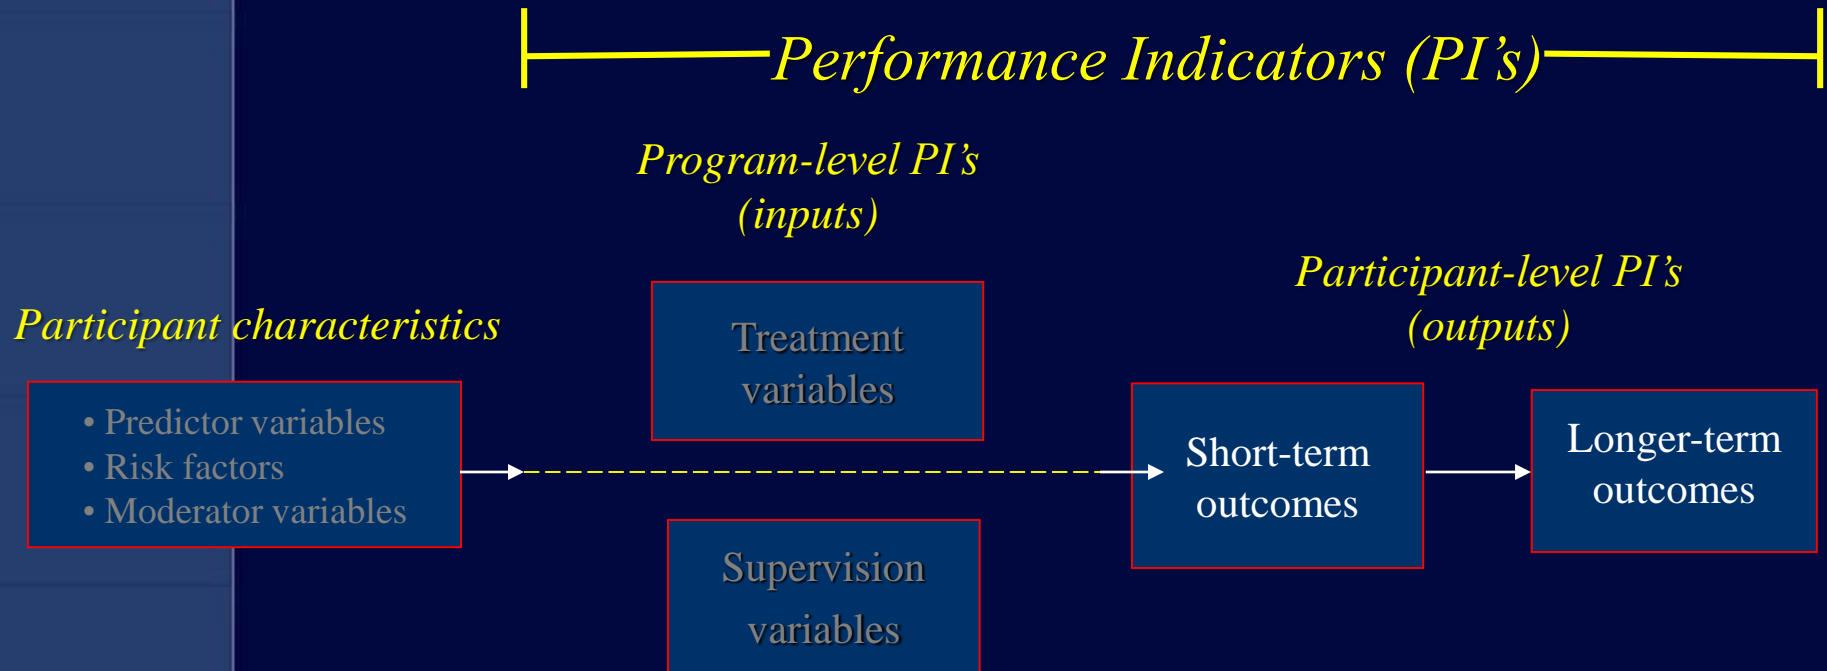 Performance Indicators (PI’s)
Program-level PI’s
(inputs)
Participant-level PI’s
(outputs)
Participant characteristics
• Predictor variables
• Risk factors
• Moderator variables
Treatment
variables
Supervision
variables
Short-term
outcomes
Longer-term
outcomes